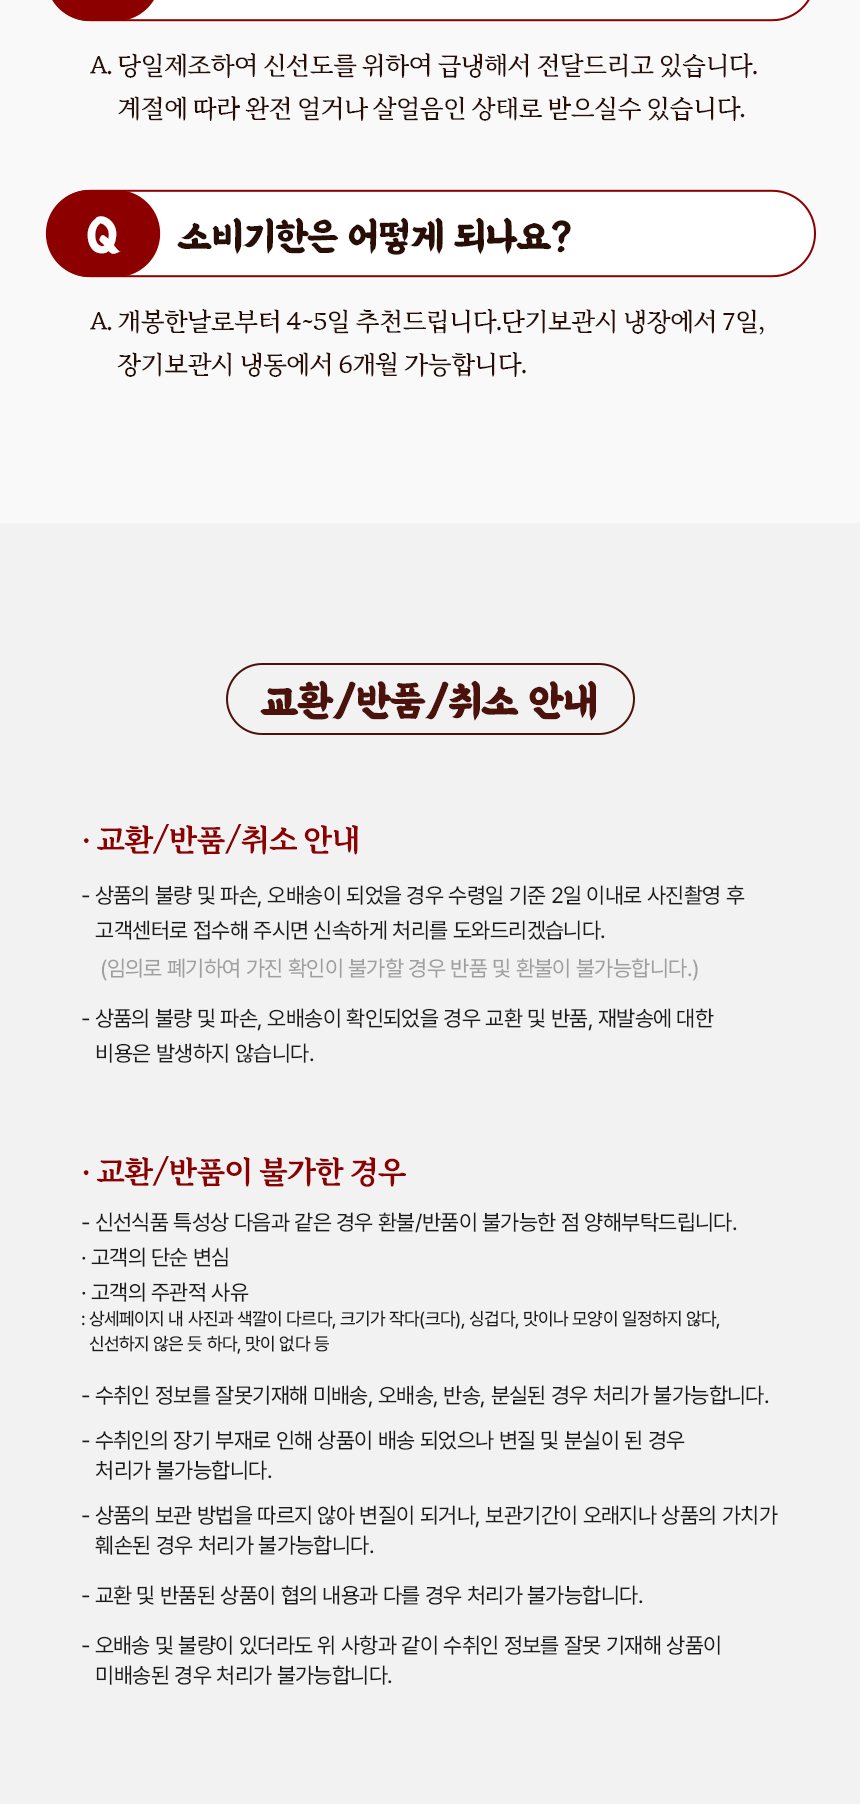 A. 당일제조하여 신선도를 위하여 급냉해서 전달드리고 있습니다.
계절에 따라 완전 얼거나 살얼음인 상태로 받으실수 있습니다.
Q 소비기한은 어떻게 되나요?
A. 개봉한날로부터 4~5일 추천드립니다.단기보관시 냉장에서 7일,
장기보관시 냉동에서 6개월 가능합니다.
교환/반품/취소 안내
· 교환/반품/취소 안내
- 상품의 불량 및 파손, 오배송이 되었을 경우 수령일 기준 2일 이내로 사진촬영 후
고객센터로 접수해 주시면 신속하게 처리를 도와드리겠습니다.
(임의로 폐기하여 가진 확인이 불가할 경우 반품 및 환불이 불가능합니다.)
- 상품의 불량 및 파손, 오배송이 확인되었을 경우 교환 및 반품, 재발송에 대한
비용은 발생하지 않습니다.
· 교환/반품이 불가한 경우
- 신선식품 특성상 다음과 같은 경우 환불/반품이 불가능한 점 양해부탁드립니다.
· 고객의 단순 변심
· 고객의 주관적 사유
: 상세페이지 내 사진과 색깔이 다르다, 크기가 작다(크다), 싱겁다, 맛이나 모양이 일정하지 않다,
신선하지 않은 듯 하다, 맛이 없다 등
- 수취인 정보를 잘못기재해 미배송, 오배송, 반송, 분실된 경우 처리가 불가능합니다.
- 수취인의 장기 부재로 인해 상품이 배송 되었으나 변질 및 분실이 된 경우
처리가 불가능합니다.
- 상품의 보관 방법을 따르지 않아 변질이 되거나, 보관기간이 오래지나 상품의 가치가
훼손된 경우 처리가 불가능합니다.
- 교환 및 반품된 상품이 협의 내용과 다를 경우 처리가 불가능합니다.
- 오배송 및 불량이 있더라도 위 사항과 같이 수취인 정보를 잘못 기재해 상품이
미배송된 경우 처리가 불가능합니다.